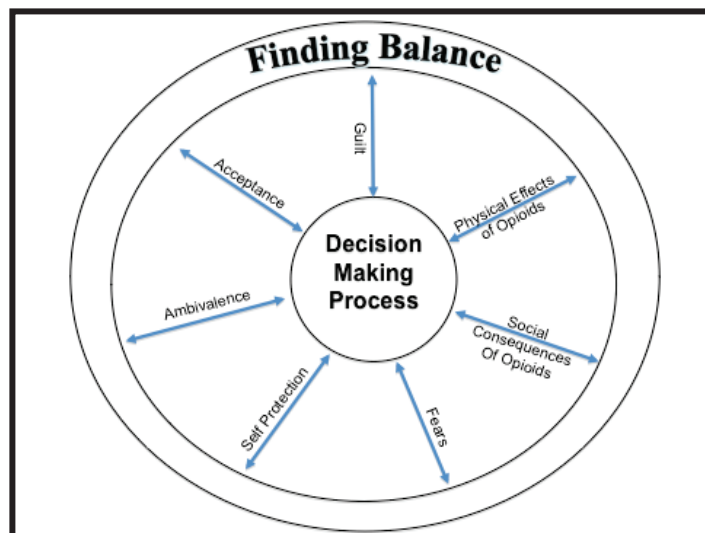 Finding Balance
Guilt
Acceptance
Physical Effects
of Opioids
Decision
Making
Process
Ambivalence
Social
Consequences
Of Opioids
Self Protection
Fears